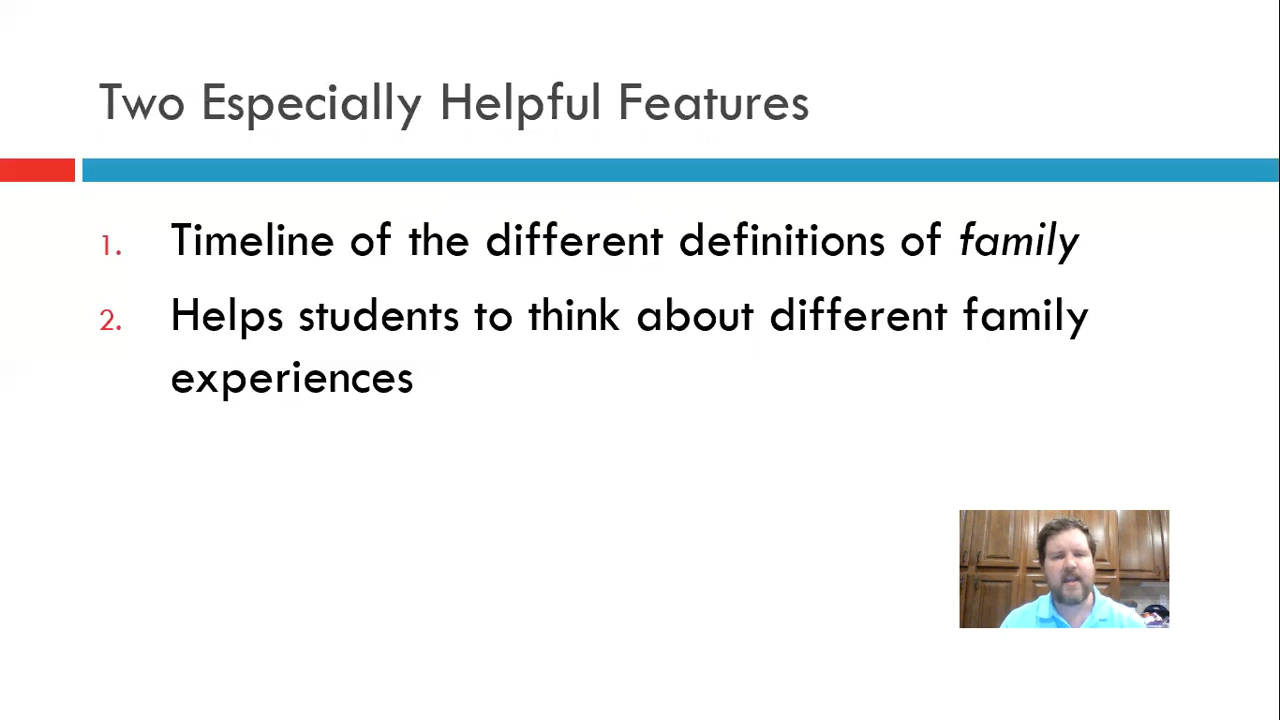 Two Especially Helpful Features
1. Timeline of the different definitions of family
2. Helps students to think about different family
experiences